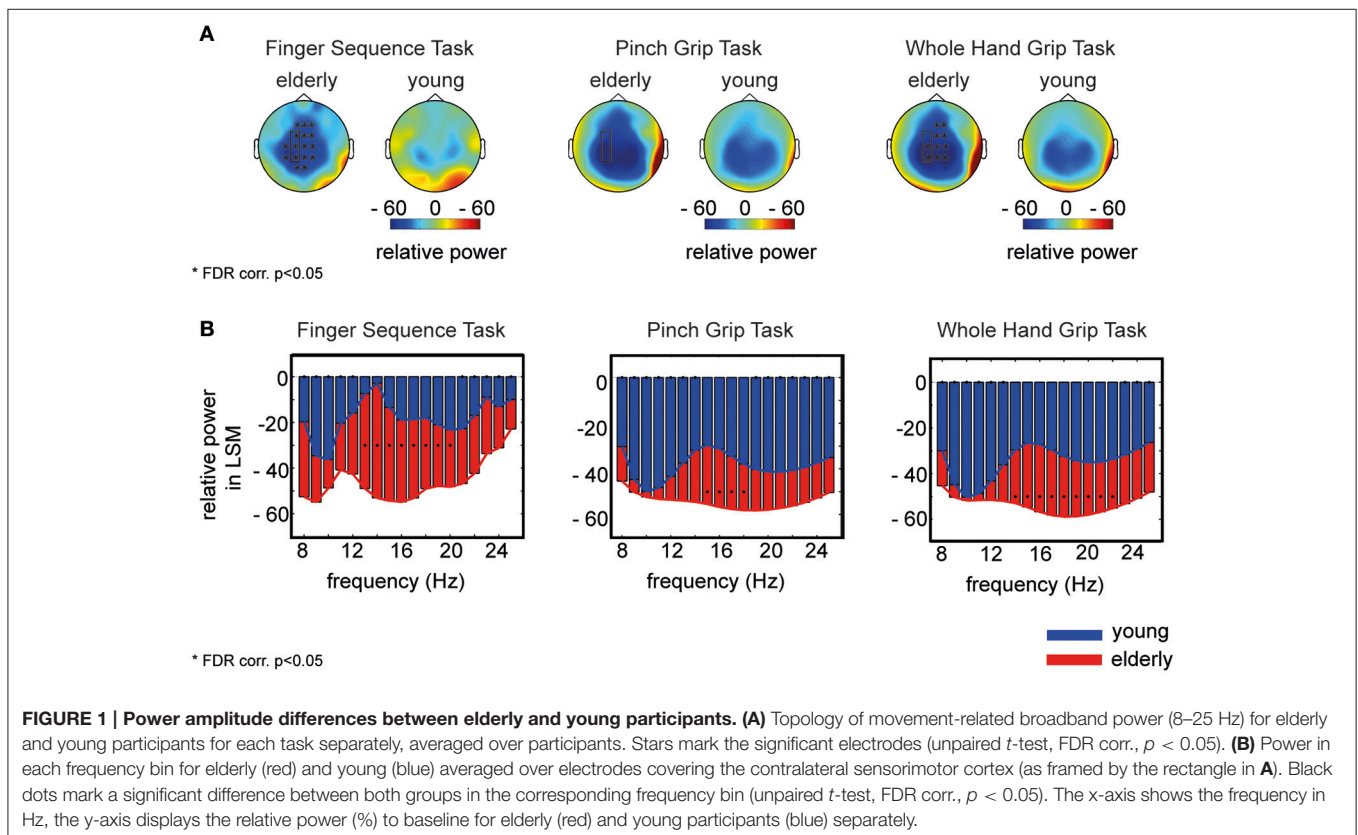 A
Finger Sequence Task
Pinch Grip Task
Whole Hand Grip Task
elderly young
elderly young
elderly young
- 60 0 - 60
- 60 0 - 60
- 60 0 - 60
relative power
relative power
relative power
* FDR corr. p<0.05
B
Finger Sequence Task
Pinch Grip Task
Whole Hand Grip Task
relative power
in LSM
0
-20
- 40
- 60
0
-20
- 40
- 60
0
-20
- 40
- 60
8 12 16 20 24
8 12 16 20 24
8 12 16 20 24
frequency (Hz)
frequency (Hz)
frequency (Hz)
young
elderly
* FDR corr. p<0.05
FIGURE 1 | Power amplitude differences between elderly and young participants. (A) Topology of movement-related broadband power (8–25 Hz) for elderly
and young participants for each task separately, averaged over participants. Stars mark the significant electrodes (unpaired t-test, FDR corr., p < 0.05). (B) Power in
each frequency bin for elderly (red) and young (blue) averaged over electrodes covering the contralateral sensorimotor cortex (as framed by the rectangle in A). Black
dots mark a significant difference between both groups in the corresponding frequency bin (unpaired t-test, FDR corr., p < 0.05). The x-axis shows the frequency in
Hz, the y-axis displays the relative power (%) to baseline for elderly (red) and young participants (blue) separately.